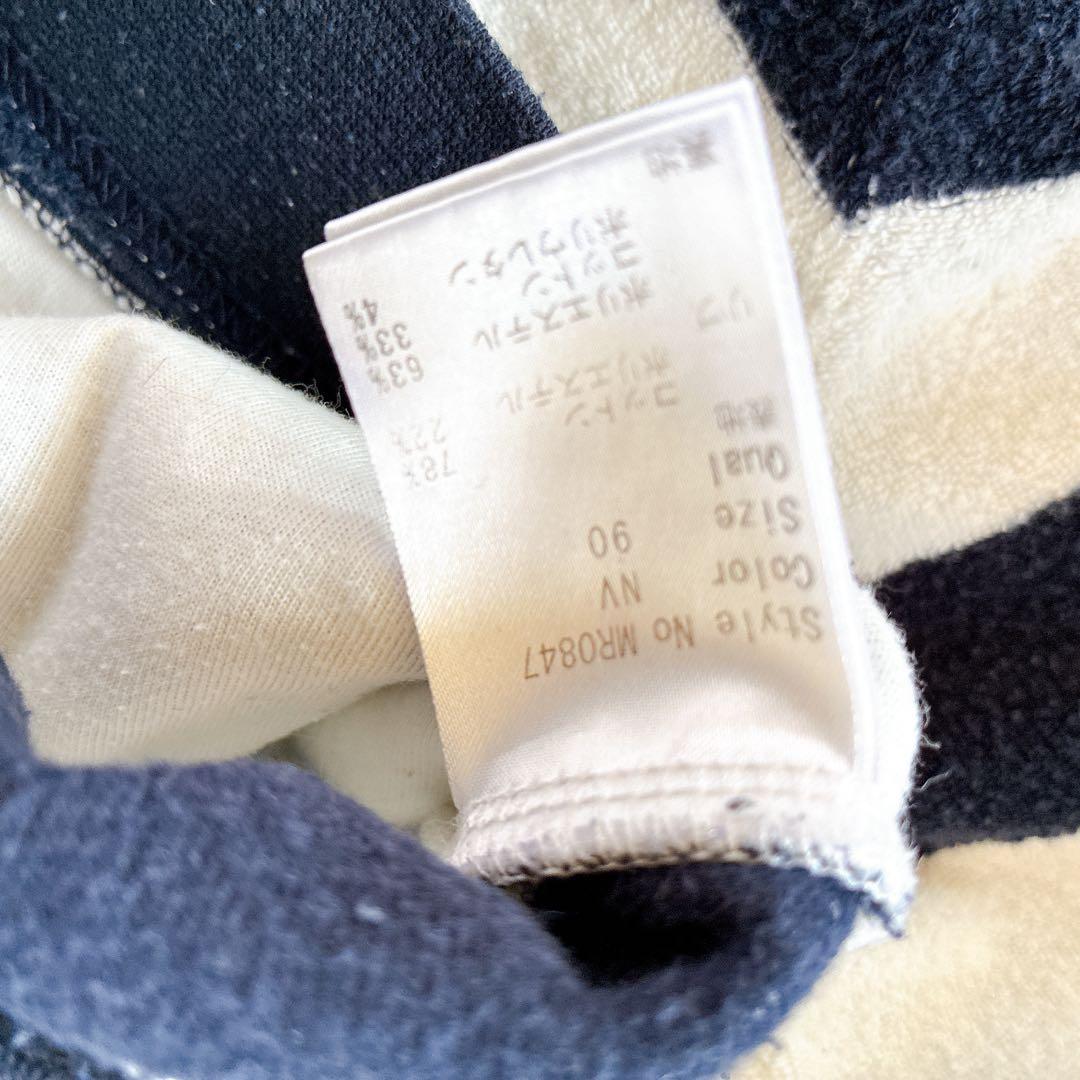 Style No MR0847
Color NV
Size 90
Qual
表地 コットン 78%
ポリエステル 22%
リブ ポリエステル 63%
コットン 33%
ポリウレタン 4%